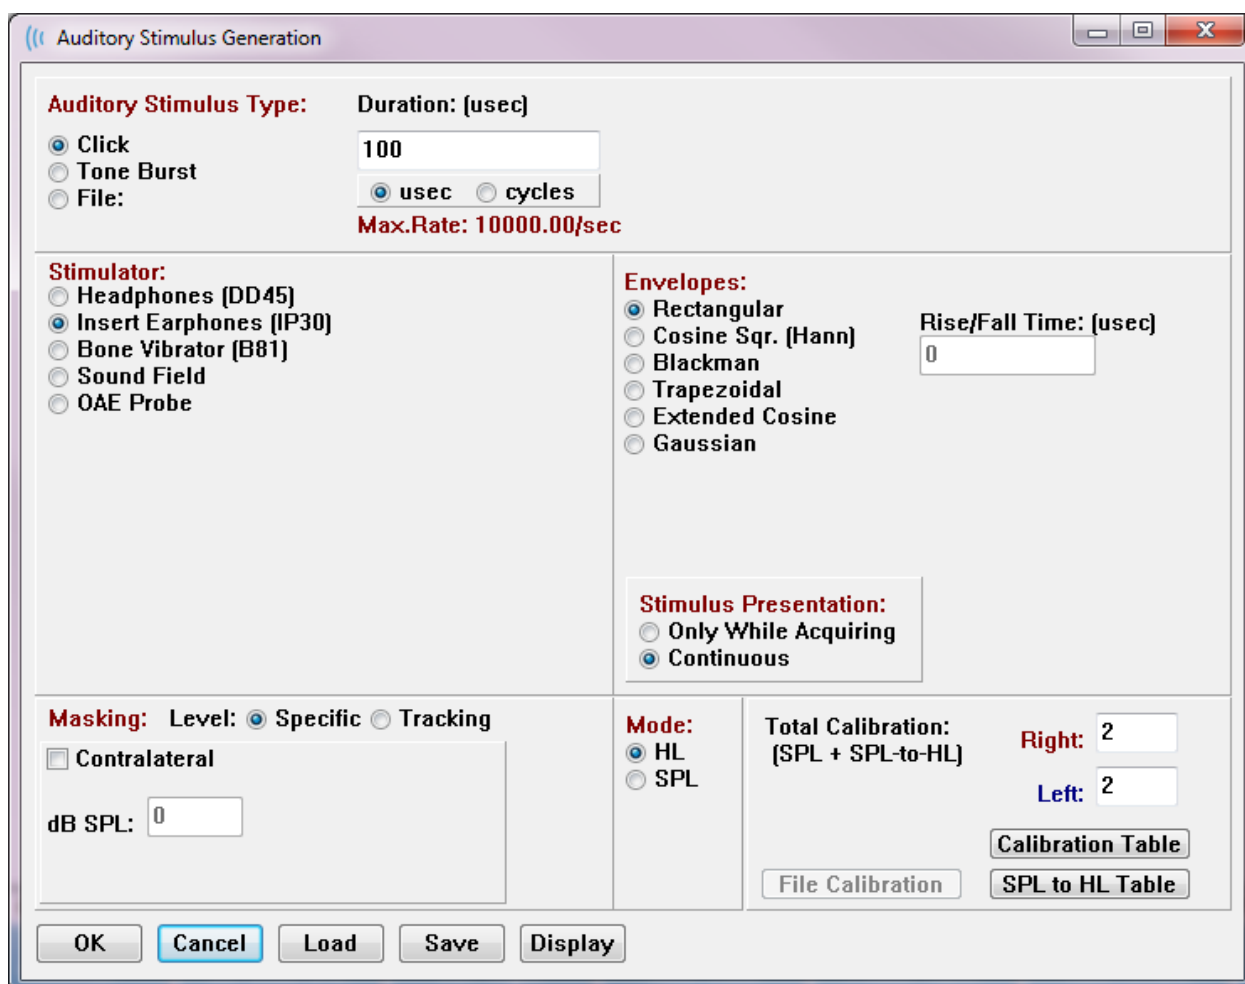 Auditory Stimulus Generation
Auditory Stimulus Type:
Duration: (usec)
Click
100
Tone Burst
usec cycles
File:
Max.Rate: 10000.00/sec
Stimulator:
Headphones (DD45)
Insert Earphones (IP30)
Bone Vibrator (B81)
Sound Field
OAE Probe
Envelopes:
Rectangular
Cosine Sqr. (Hann)
Blackman
Trapezoidal
Extended Cosine
Gaussian
Rise/Fall Time: (usec)
0
Stimulus Presentation:
Only While Acquiring
Continuous
Masking: Level: Specific Tracking
Contralateral
dB SPL: 0
Mode:
HL
SPL
Total Calibration:
(SPL + SPL-to-HL)
Right: 2
Left: 2
Calibration Table
File Calibration SPL to HL Table
OK Cancel Load Save Display